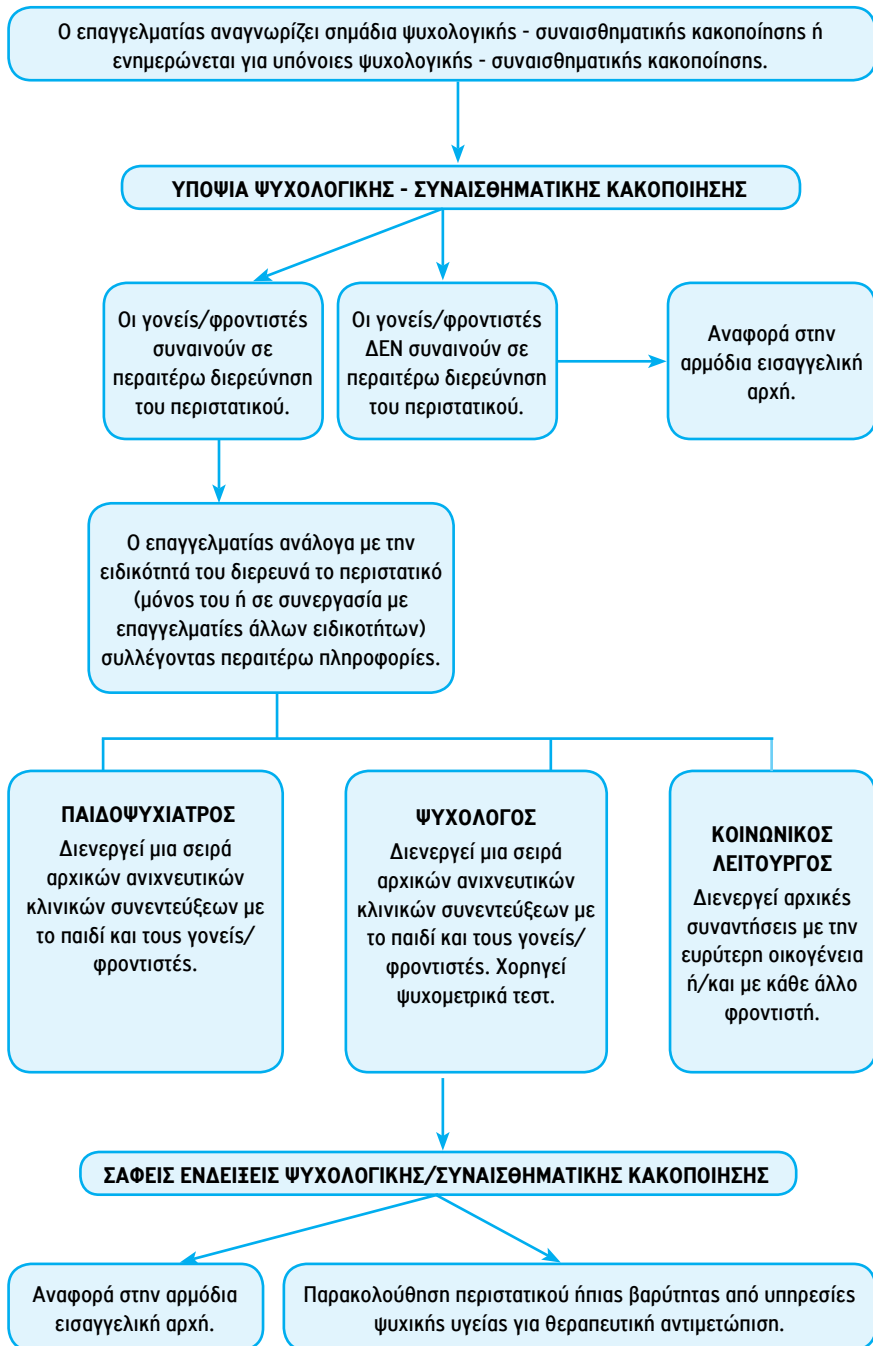 Ο επαγγελματίας αναγνωρίζει σημάδια ψυχολογικής - συναισθηματικής κακοποίησης ή
ενημερώνεται για υπόνοιες ψυχολογικής - συναισθηματικής κακοποίησης.
ΥΠΟΨΙΑ ΨΥΧΟΛΟΓΙΚΗΣ - ΣΥΝΑΙΣΘΗΜΑΤΙΚΗΣ ΚΑΚΟΠΟΙΗΣΗΣ
Οι γονείς/φροντιστές
συναινούν σε
περαιτέρω διερεύνηση
του περιστατικού.
Οι γονείς/φροντιστές
ΔΕΝ συναινούν σε
περαιτέρω διερεύνηση
του περιστατικού.
Αναφορά στην
αρμόδια εισαγγελική
αρχή.
Ο επαγγελματίας ανάλογα με την
ειδικότητά του διερευνά το περιστατικό
(μόνος του ή σε συνεργασία με
επαγγελματίες άλλων ειδικοτήτων)
συλλέγοντας περαιτέρω πληροφορίες.
ΠΑΙΔΟΨΥΧΙΑΤΡΟΣ
Διενεργεί μια σειρά
αρχικών ανιχνευτικών
κλινικών συνεντεύξεων με
το παιδί και τους γονείς/
φροντιστές.
ΨΥΧΟΛΟΓΟΣ
Διενεργεί μια σειρά
αρχικών ανιχνευτικών
κλινικών συνεντεύξεων με
το παιδί και τους γονείς/
φροντιστές. Χορηγεί
ψυχομετρικά τεστ.
ΚΟΙΝΩΝΙΚΟΣ
ΛΕΙΤΟΥΡΓΟΣ
Διενεργεί αρχικές
συναντήσεις με την
ευρύτερη οικογένεια
ή/και με κάθε άλλο
φροντιστή.
ΣΑΦΕΙΣ ΕΝΔΕΙΞΕΙΣ ΨΥΧΟΛΟΓΙΚΗΣ/ΣΥΝΑΙΣΘΗΜΑΤΙΚΗΣ ΚΑΚΟΠΟΙΗΣΗΣ
Αναφορά στην αρμόδια
εισαγγελική αρχή.
Παρακολούθηση περιστατικού ήπιας βαρύτητας από υπηρεσίες
ψυχικής υγείας για θεραπευτική αντιμετώπιση.